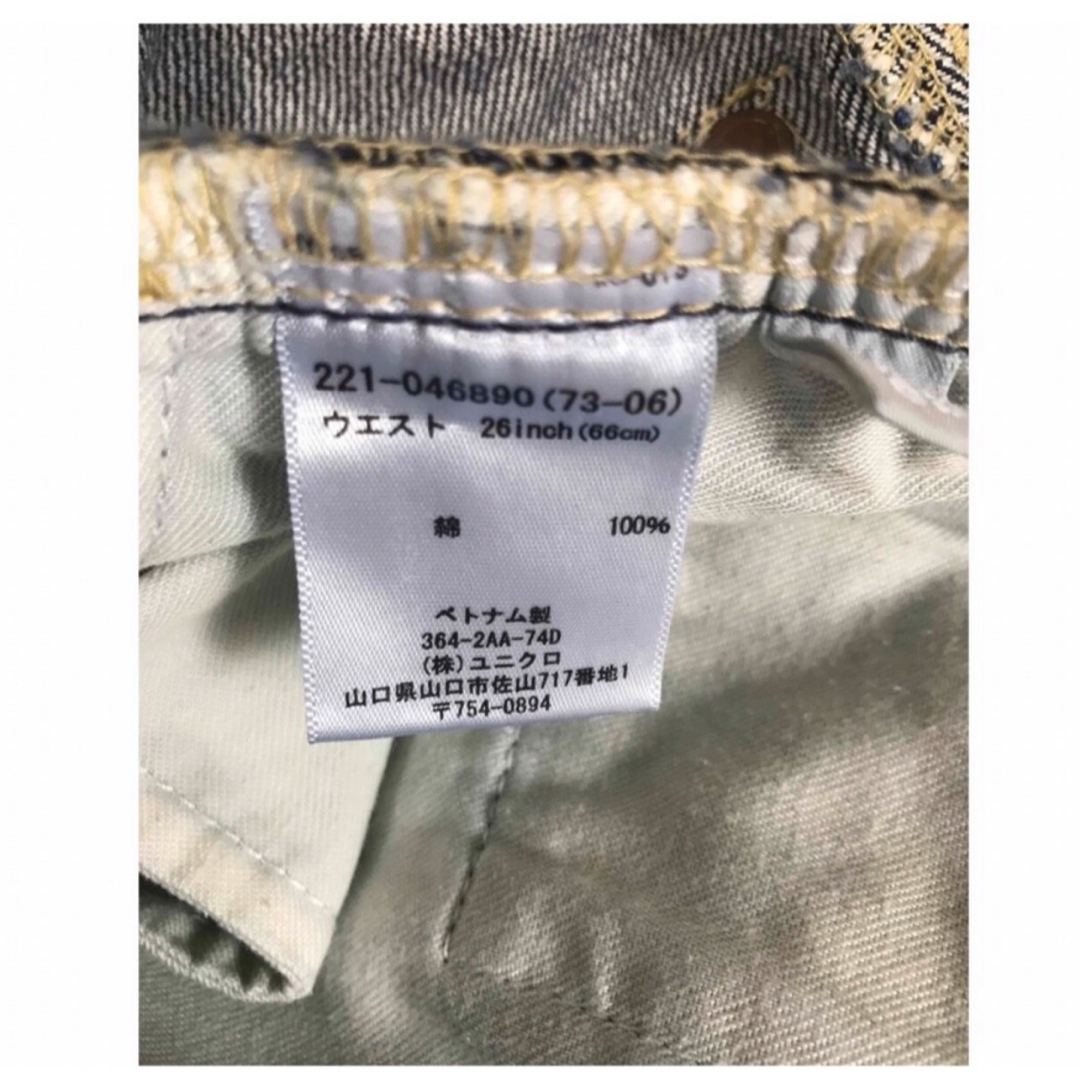 221-046890(73-06)
ウエスト 26inch(66cm)
綿 100%
ベトナム製
364-2AA-74D
(株)ユニクロ
山口県山口市佐山717番地1
〒754-0894